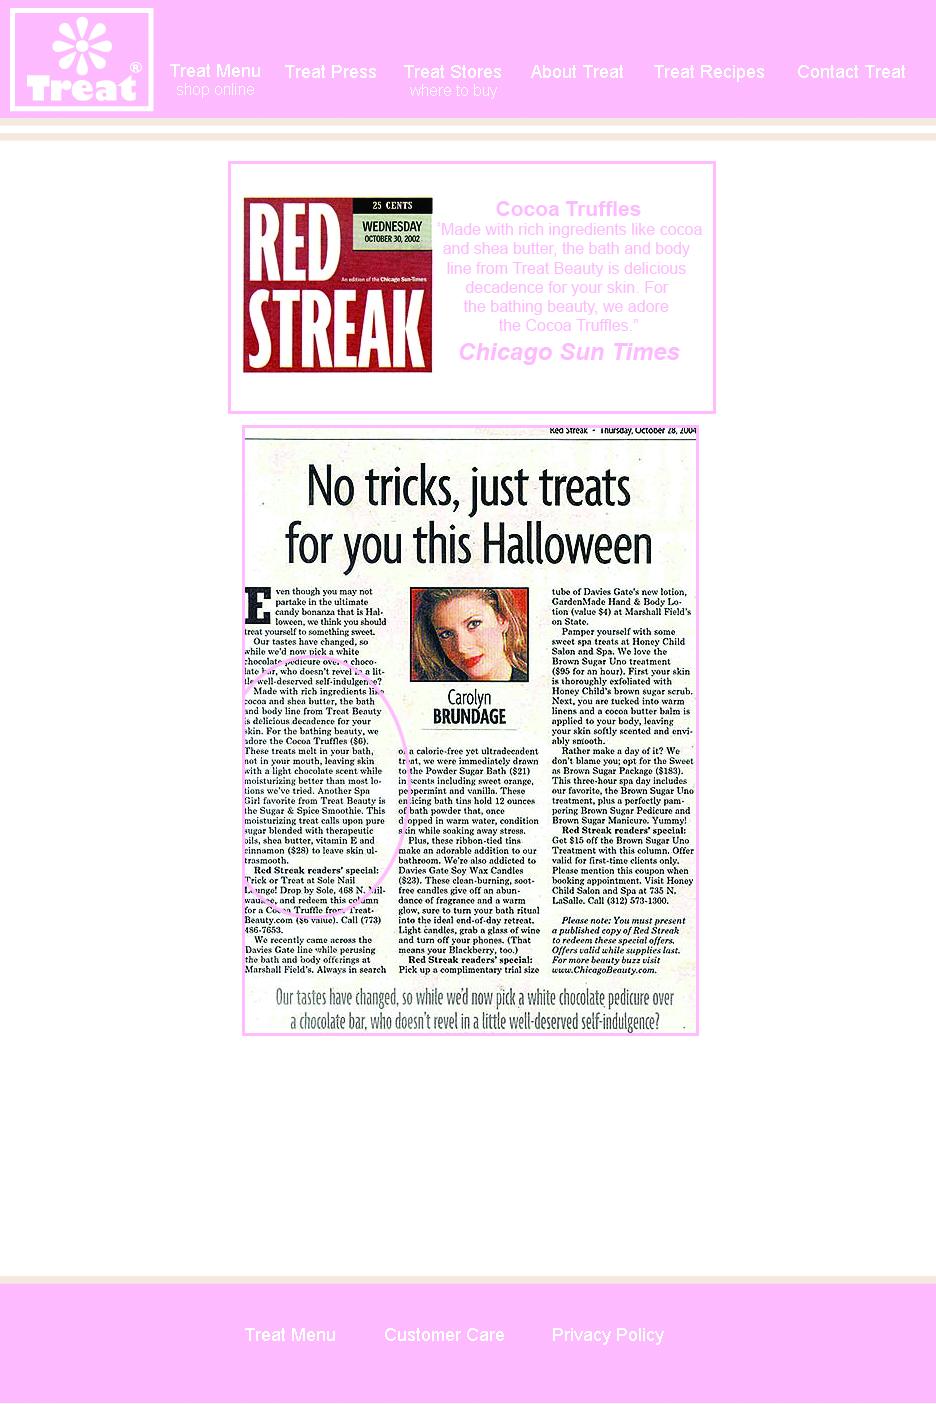 Treat®
Treat Menu
shop online
Treat Press
Treat Stores
where to buy
About Treat
Treat Recipes
Contact Treat
RED
STREAK
25 CENTS
WEDNESDAY
OCTOBER 30, 2002
An edition of the Chicago Sun-Times
Cocoa Truffles
"Made with rich ingredients like cocoa
and shea butter, the bath and body
line from Treat Beauty is delicious
decadence for your skin. For
the bathing beauty, we adore
the Cocoa Truffles."
Chicago Sun Times
Red Streak - Thursday, October 28, 2004
No tricks, just treats
for you this Halloween
Even though you may not
partake in the ultimate
candy bonanza that is Hal-
loween, we think you should
treat yourself to something sweet.
Our tastes have changed, so
while we'd now pick a white
chocolate pedicure over a choco-
late bar, who doesn't revel in a lit-
tle well-deserved self-indulgence?
Made with rich ingredients like
cocoa and shea butter, the bath
and body line from Treat Beauty
is delicious decadence for your
skin. For the bathing beauty, we
adore the Cocoa Truffles ($6).
These treats melt in your bath,
not in your mouth, leaving skin
with a light chocolate scent while
moisturizing better than most lo-
tions we've tried. Another Spa
Girl favorite from Treat Beauty is
the Sugar & Spice Smoothie. This
moisturizing treat calls upon pure
sugar blended with therapeutic
oils, shea butter, vitamin E and
cinnamon ($28) to leave skin ul-
trasmooth.
Red Streak readers' special:
Trick or Treat at Sole Nail
Lounge! Drop by Sole, 468 N. Mil-
waukee, and redeem this column
for a Cocoa Truffle from Treat-
Beauty.com ($6 value). Call (773)
486-7653.
We recently came across the
Davies Gate line while perusing
the bath and body offerings at
Marshall Field's. Always in search
Carolyn
BRUNDAGE
of a calorie-free yet ultradecadent
treat, we were immediately drawn
to the Powder Sugar Bath ($21)
in scents including sweet orange,
peppermint and vanilla. These
enticing bath tins hold 12 ounces
of bath powder that, once
dropped in warm water, condition
skin while soaking away stress.
Plus, these ribbon-tied tins
make an adorable addition to our
bathroom. We're also addicted to
Davies Gate Soy Wax Candles
($23). These clean-burning, soot-
free candles give off an abun-
dance of fragrance and a warm
glow, sure to turn your bath ritual
into the ideal end-of-day retreat.
Light candles, grab a glass of wine
and turn off your phones. (That
means your Blackberry, too.)
Red Streak readers' special:
Pick up a complimentary trial size
tube of Davies Gate's new lotion,
GardenMade Hand & Body Lo-
tion (value $4) at Marshall Field's
on State.
Pamper yourself with some
sweet spa treats at Honey Child
Salon and Spa. We love the
Brown Sugar Uno treatment
($95 for an hour). First your skin
is thoroughly exfoliated with
Honey Child's brown sugar scrub.
Next, you are tucked into warm
linens and a cocoa butter balm is
applied to your body, leaving
your skin softly scented and envi-
ably smooth.
Rather make a day of it? We
don't blame you; opt for the Sweet
as Brown Sugar Package ($183).
This three-hour spa day includes
our favorite, the Brown Sugar Uno
treatment, plus a perfectly pam-
pering Brown Sugar Pedicure and
Brown Sugar Manicure. Yummy!
Red Streak readers' special:
Get $15 off the Brown Sugar Uno
Treatment with this column. Offer
valid for first-time clients only.
Please mention this coupon when
booking appointment. Visit Honey
Child Salon and Spa at 735 N.
LaSalle. Call (312) 573-1300.
Please note: You must present
a published copy of Red Streak
to redeem these special offers.
Offers valid while supplies last.
For more beauty buzz visit
www.ChicagoBeauty.com.
Our tastes have changed, so while we'd now pick a white chocolate pedicure over
a chocolate bar, who doesn't revel in a little well-deserved self-indulgence?
Treat Menu
Customer Care
Privacy Policy